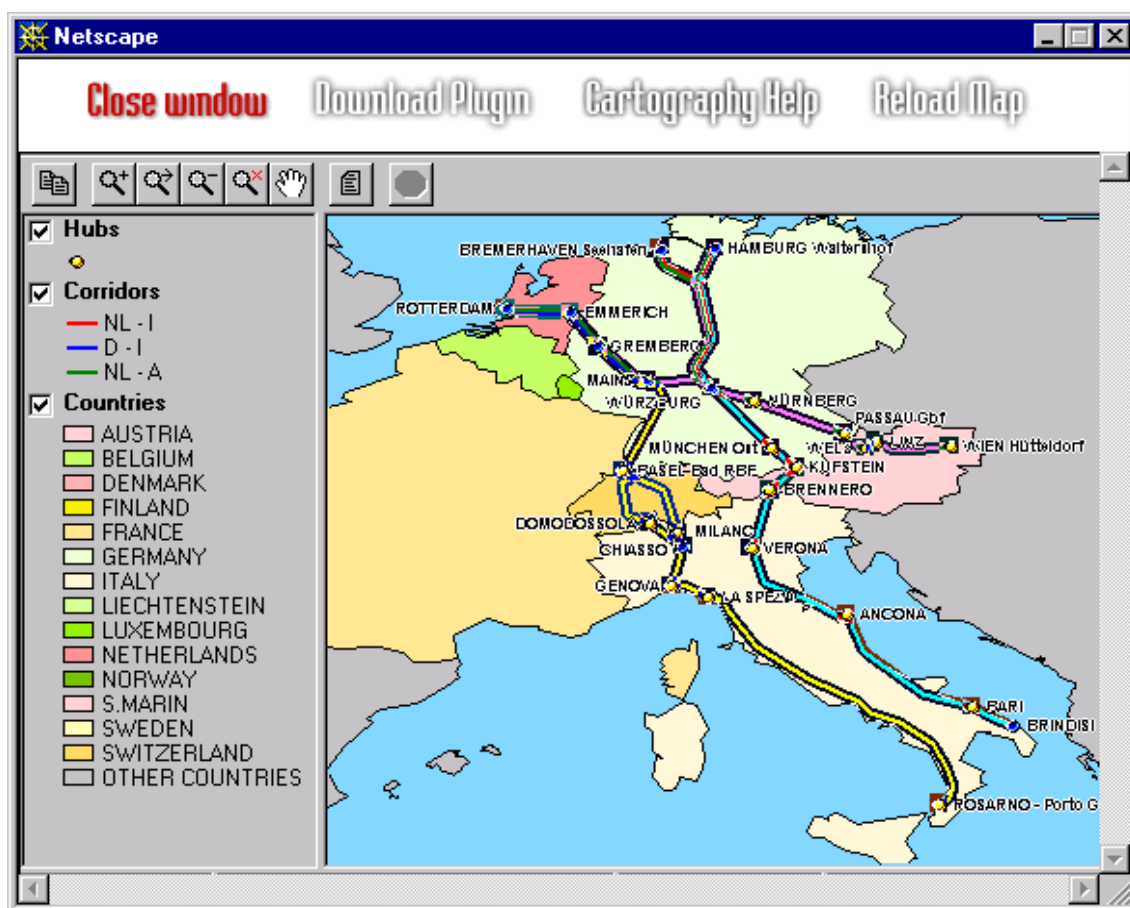 Netscape
Close window Download Plugin Cartography Help Reload Map
Hubs
Corridors
NL - I
D - I
NL - A
Countries
AUSTRIA
BELGIUM
DENMARK
FINLAND
FRANCE
GERMANY
ITALY
LIECHTENSTEIN
LUXEMBOURG
NETHERLANDS
NORWAY
S.MARIN
SWEDEN
SWITZERLAND
OTHER COUNTRIES
BREMERHAVEN Seehafen
HAMBURG
ROTTERDAM
EMMERICH
GREMBERG
MAINS
WÜRZBURG
NÜRNBERG
PASSAU Gbf
MÜNCHEN Ort
WELS
LINZ
WIEN Hütteldorf
BASEL Bad RBF
KUFSTEIN
BRENNERO
DOMODOSSOLA
MILANO
CHIASSO
VERONA
GENOVA
LA SPEZIA
ANCONA
BARI
BRINDISI
ROSARNO - Porto G